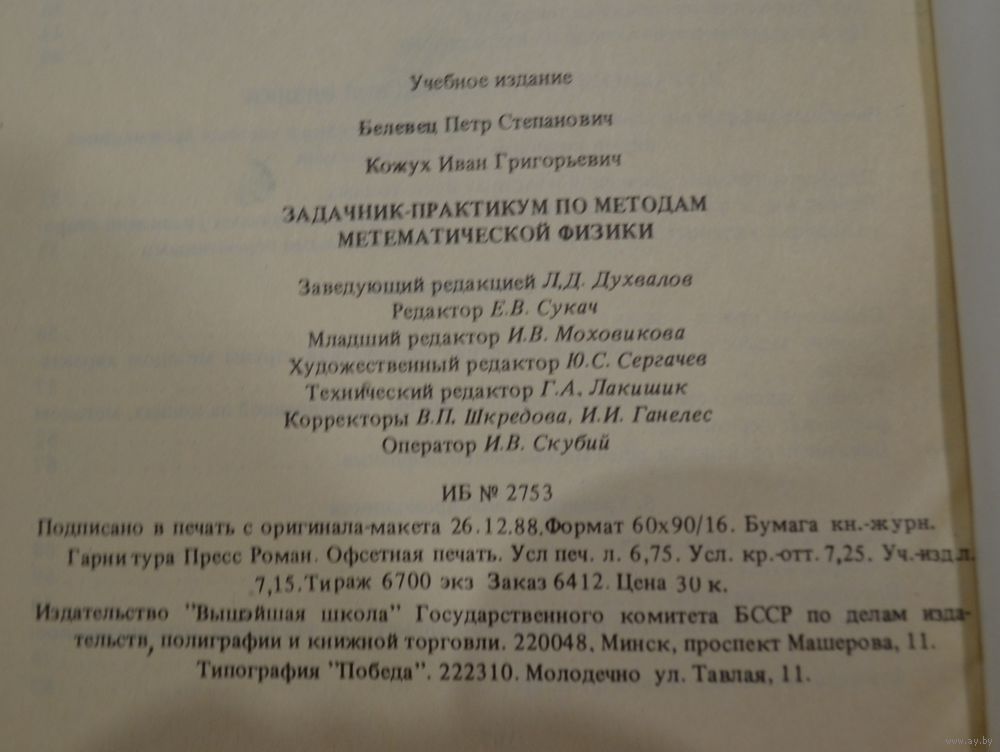 Учебное издание
Белевец Петр Степанович
Кожух Иван Григорьевич
ЗАДАЧНИК-ПРАКТИКУМ ПО МЕТОДАМ
МЕТЕМАТИЧЕСКОЙ ФИЗИКИ
Заведующий редакцией Л.Д. Духвалов
Редактор Е.В. Сукач
Младший редактор И.В. Моховикова
Художественный редактор Ю.С. Сергачев
Технический редактор Г.А. Лакишик
Корректоры В.П. Шкредова, И.И. Ганелес
Оператор И.В. Скубий
ИБ № 2753
Подписано в печать с оригинала-макета 26.12.88.Формат 60х90/16. Бумага кн.-журн.
Гарнитура Пресс Роман. Офсетная печать. Усл печ. л. 6,75. Усл. кр.-отт. 7,25. Уч.-изд л.
7,15.Тираж 6700 экз Заказ 6412. Цена 30 к.
Издательство "Вышэйшая школа" Государственного комитета БССР по делам изда-
тельств, полиграфии и книжной торговли. 220048. Минск, проспект Машерова, 11.
Типография "Победа". 222310. Молодечно ул. Тавлая, 11.
www.ay.by